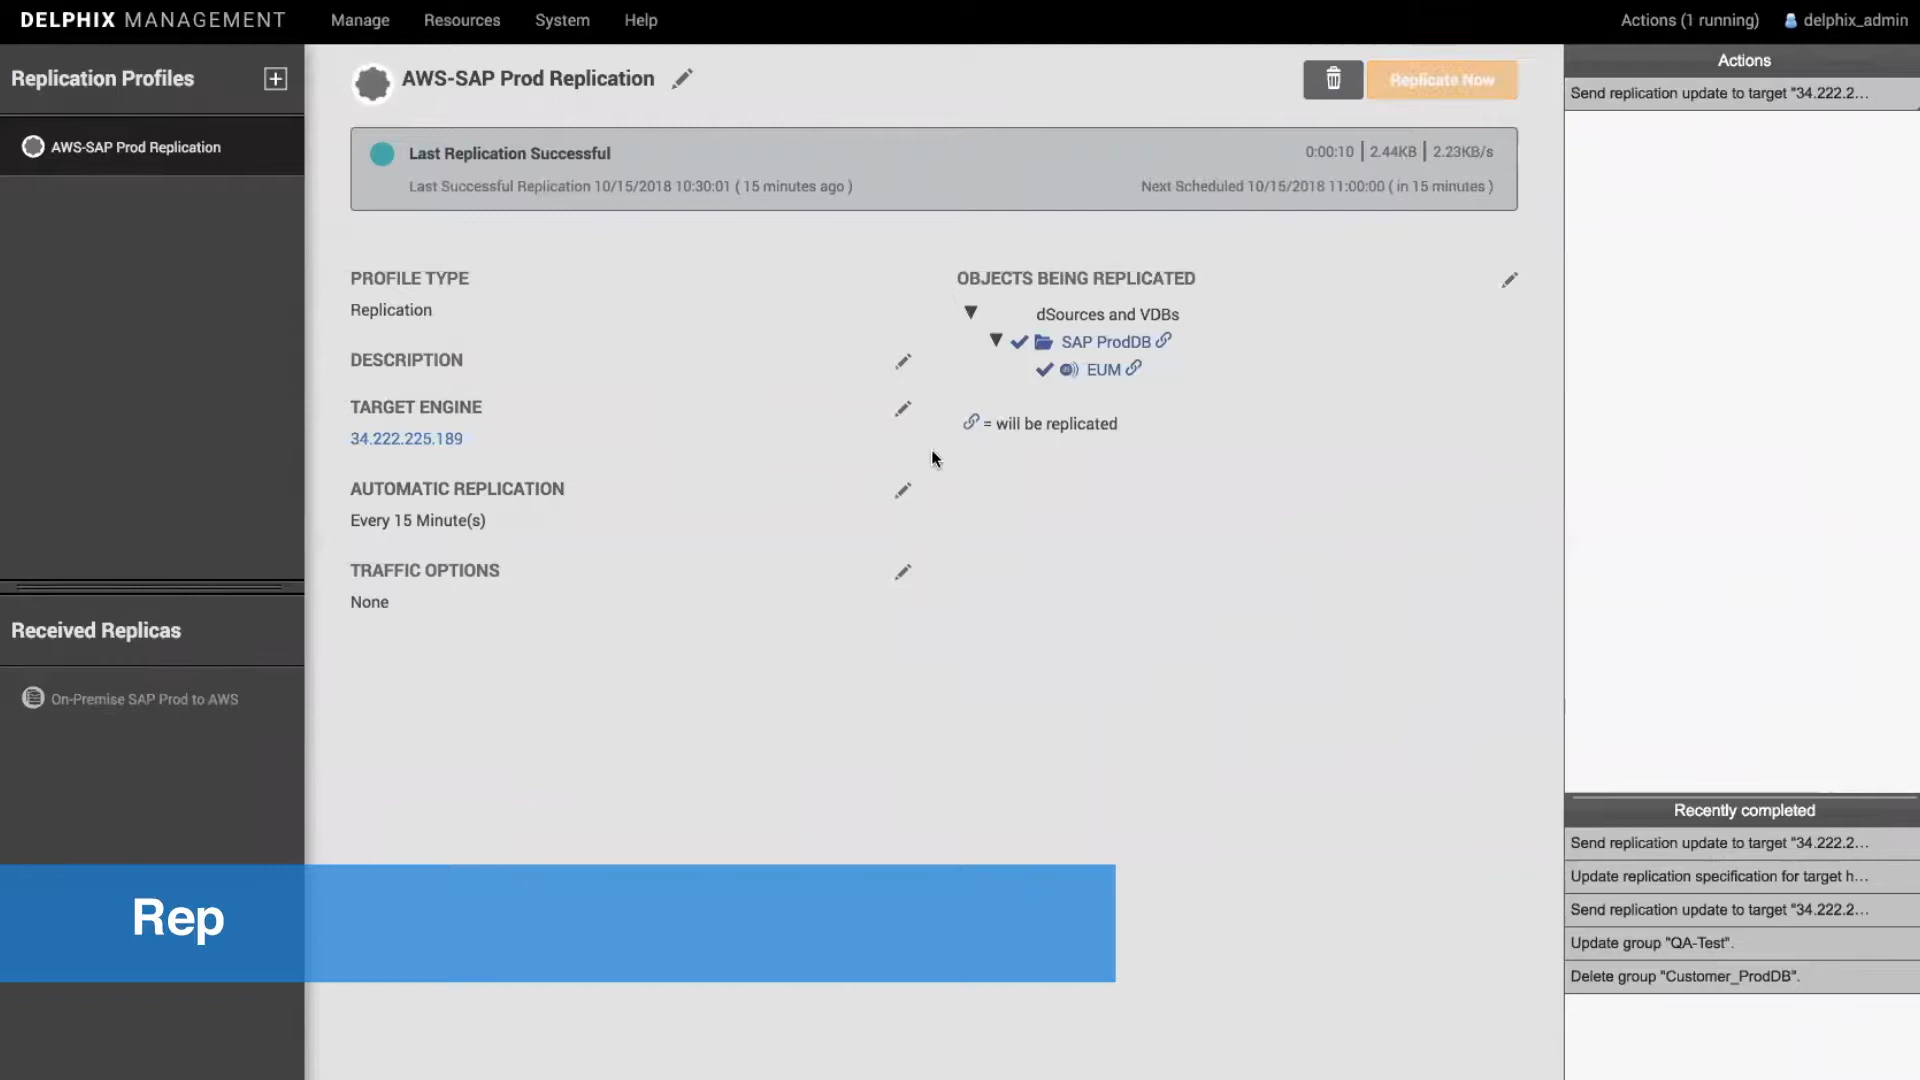 DELPHIX MANAGEMENT Manage Resources System Help Actions (1 running) delphix_admin
Replication Profiles
AWS-SAP Prod Replication
Received Replicas
On-Premise SAP Prod to AWS
AWS-SAP Prod Replication
Replicate Now
Last Replication Successful
0:00:10 | 2.44KB | 2.23KB/s
Last Successful Replication 10/15/2018 10:30:01 ( 15 minutes ago )
Next Scheduled 10/15/2018 11:00:00 ( in 15 minutes )
PROFILE TYPE
Replication
DESCRIPTION
TARGET ENGINE
34.222.225.189
AUTOMATIC REPLICATION
Every 15 Minute(s)
TRAFFIC OPTIONS
None
OBJECTS BEING REPLICATED
dSources and VDBs
SAP ProdDB
EUM
= will be replicated
Actions
Send replication update to target "34.222.2...
Recently completed
Send replication update to target "34.222.2...
Update replication specification for target h...
Send replication update to target "34.222.2...
Update group "QA-Test".
Delete group "Customer_ProdDB".
Rep